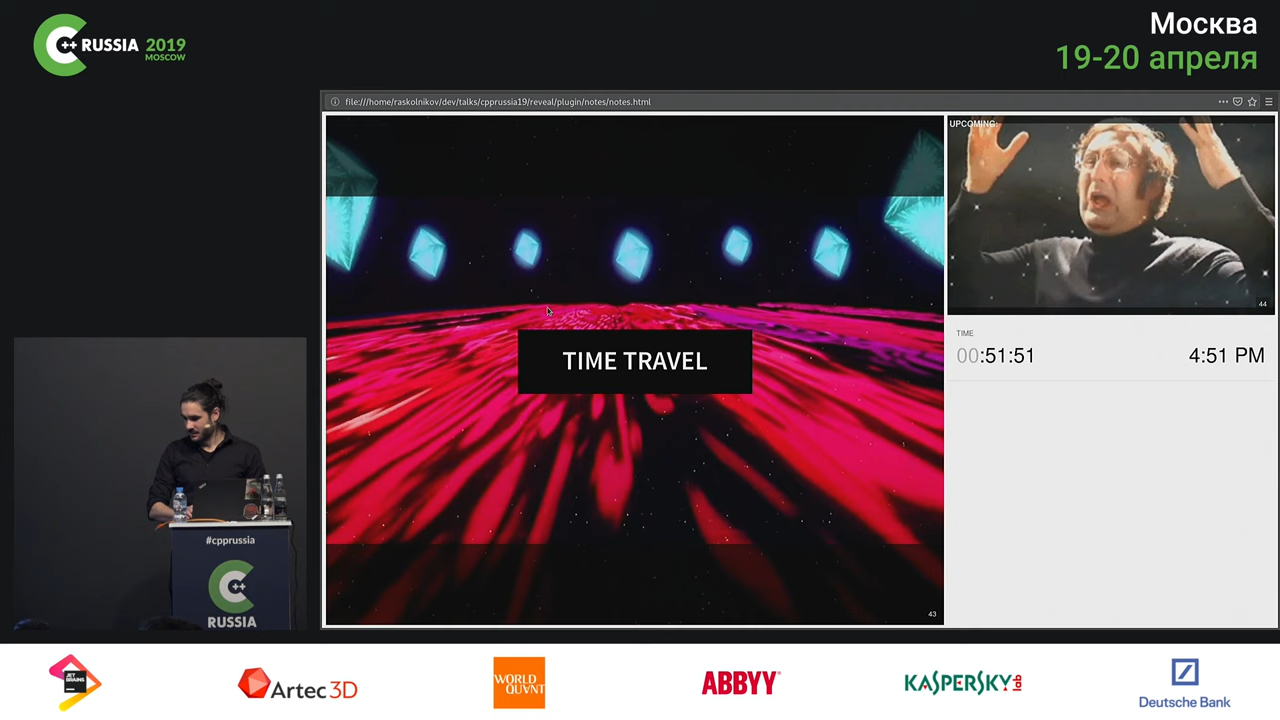 C++ RUSSIA 2019
MOSCOW
Москва
19-20 апреля
file:///home/raskolnikov/dev/talks/cpprussia19/reveal/plugin/notes/notes.html
UPCOMING:
TIME TRAVEL
44
TIME
00:51:51
4:51 PM
43
#cpprussia
C++
RUSSIA
JET BRAINS
Artec 3D
WORLD QUANT
ABBYY®
KASPERSKY lab
Deutsche Bank